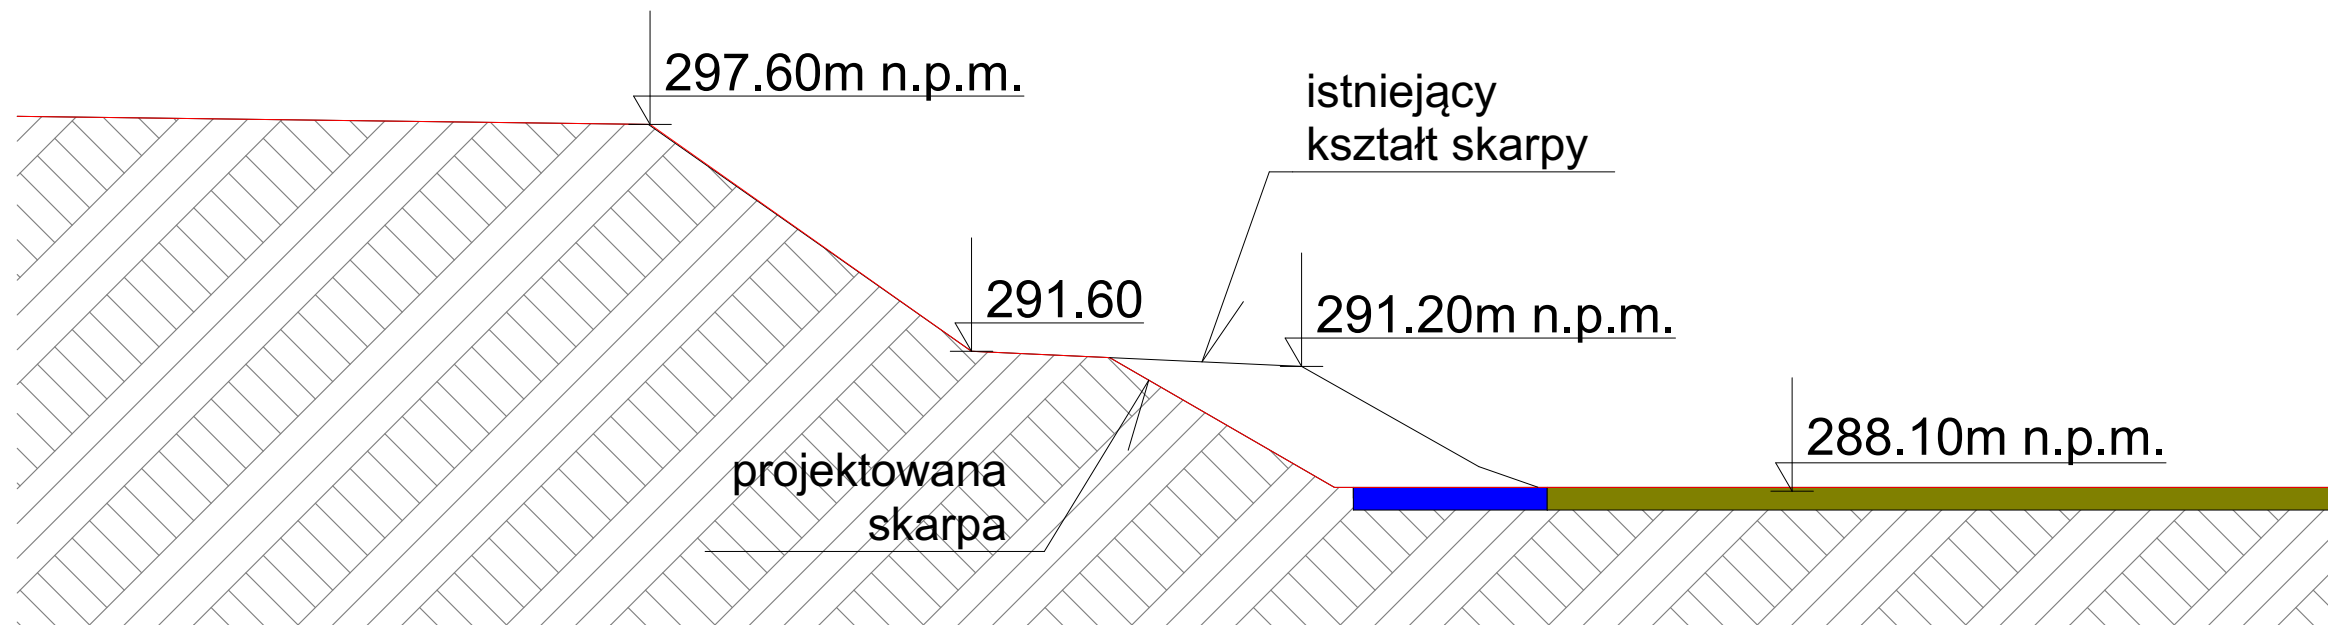 297.60m n.p.m.
istniejący
kształt skarpy
291.60
291.20m n.p.m.
288.10m n.p.m.
projektowana
skarpa